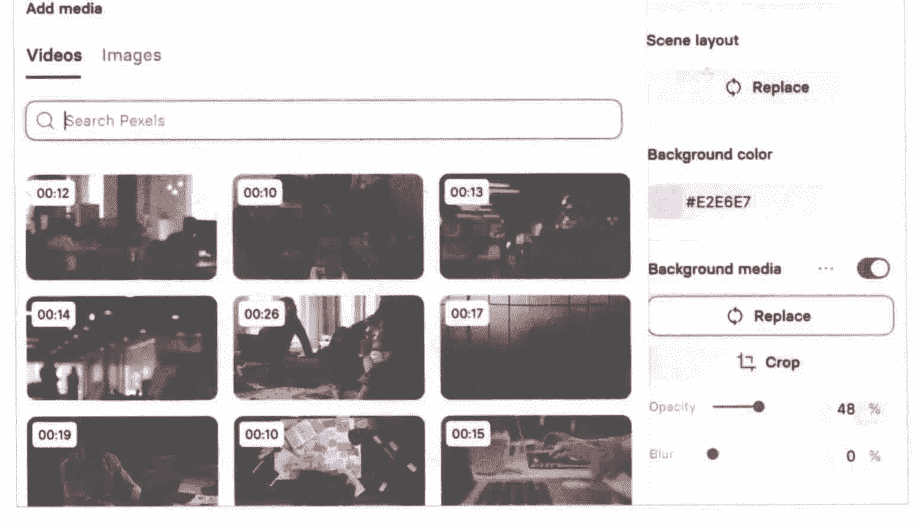 Add media
Videos Images
Search Pexels
00:12 00:10 00:13
00:14 00:26 00:17
00:19 00:10 00:15
Scene layout
Replace
Background color
#E2E6E7
Background media ...
Replace
Crop
Opacity 48 %
Blur 0 %